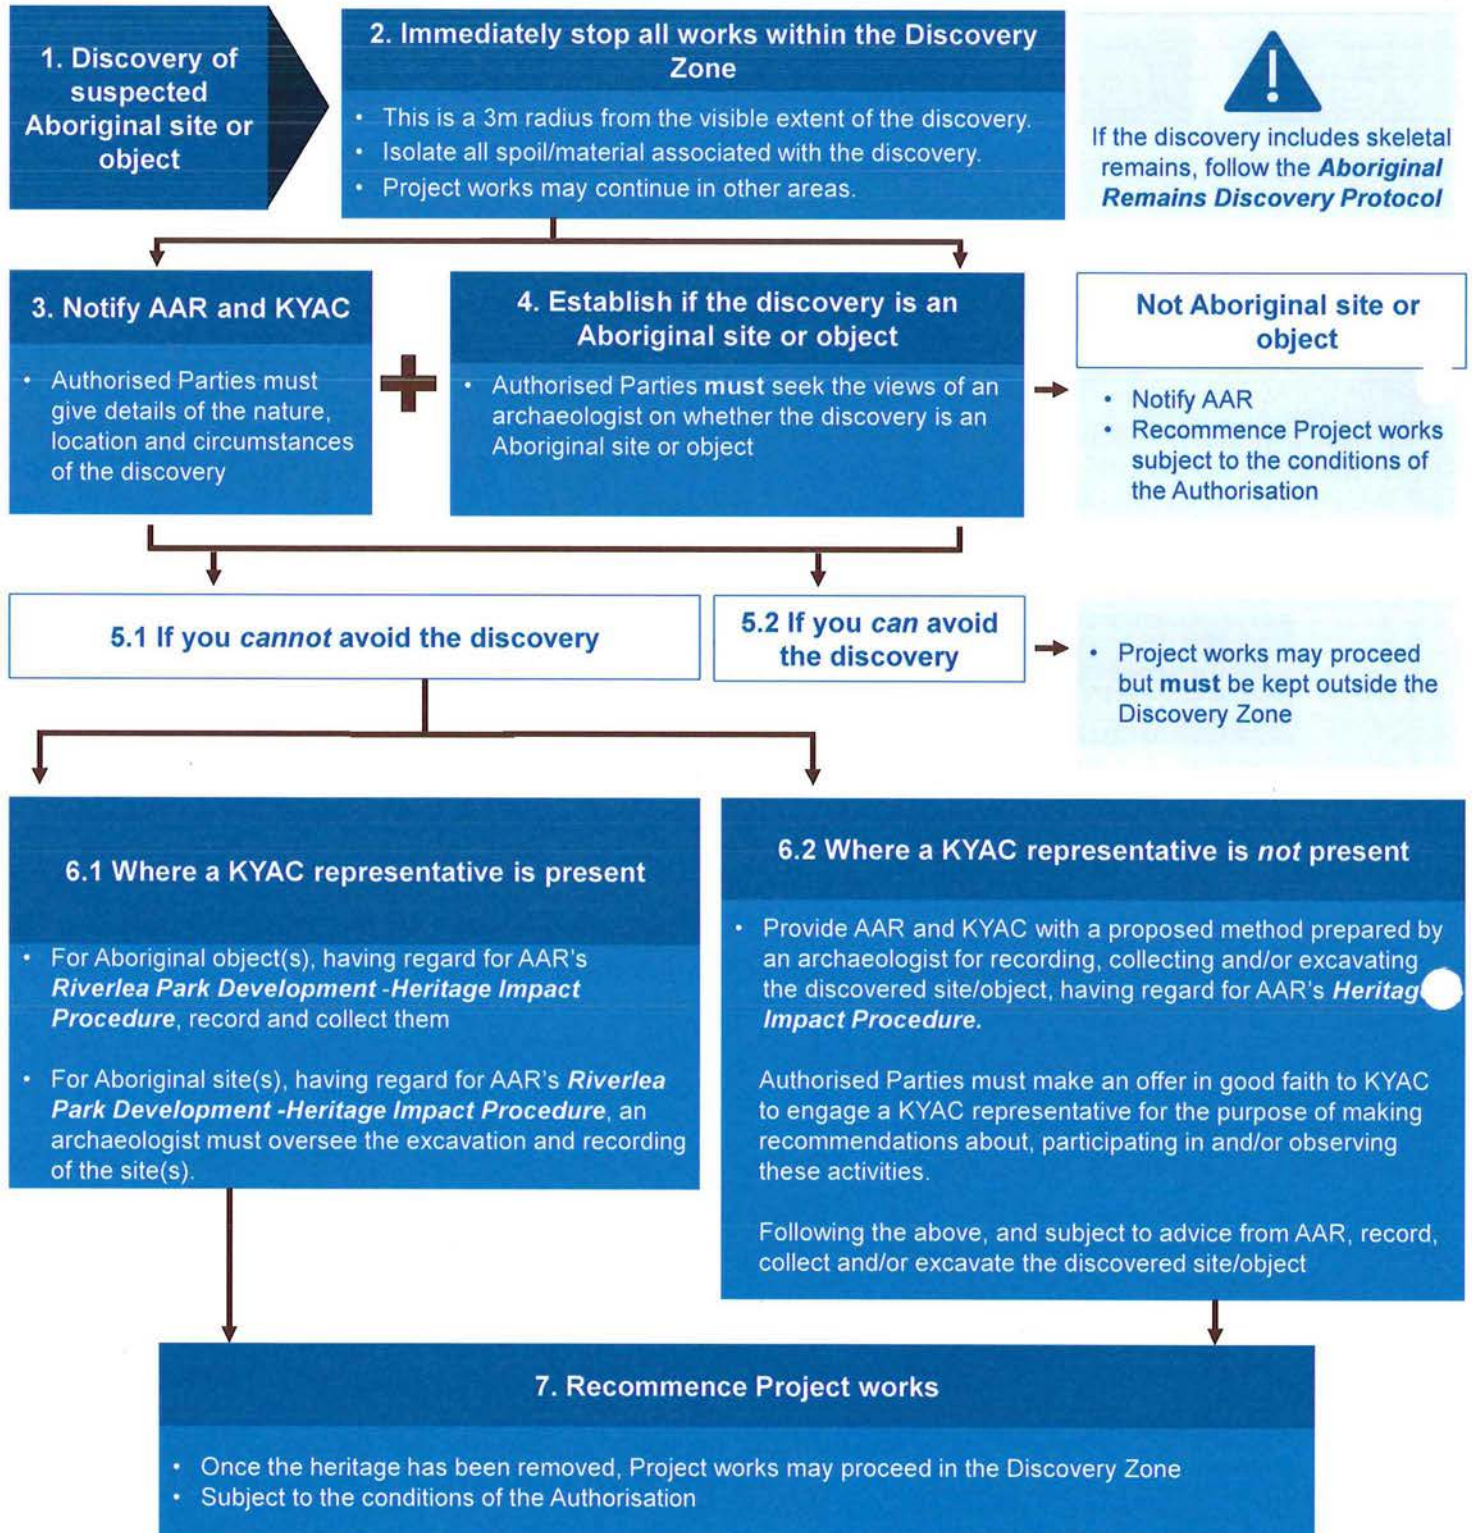 1. Discovery of
suspected
Aboriginal site or
object
2. Immediately stop all works within the Discovery
Zone
• This is a 3m radius from the visible extent of the discovery.
• Isolate all spoil/material associated with the discovery.
• Project works may continue in other areas.
!
If the discovery includes skeletal
remains, follow the Aboriginal
Remains Discovery Protocol
3. Notify AAR and KYAC
• Authorised Parties must
give details of the nature,
location and circumstances
of the discovery
4. Establish if the discovery is an
Aboriginal site or object
• Authorised Parties must seek the views of an
archaeologist on whether the discovery is an
Aboriginal site or object
Not Aboriginal site or
object
• Notify AAR
• Recommence Project works
subject to the conditions of
the Authorisation
5.1 If you cannot avoid the discovery
5.2 If you can avoid
the discovery
• Project works may proceed
but must be kept outside the
Discovery Zone
6.1 Where a KYAC representative is present
• For Aboriginal object(s), having regard for AAR's
Riverlea Park Development -Heritage Impact
Procedure, record and collect them
• For Aboriginal site(s), having regard for AAR's Riverlea
Park Development -Heritage Impact Procedure, an
archaeologist must oversee the excavation and recording
of the site(s).
6.2 Where a KYAC representative is not present
• Provide AAR and KYAC with a proposed method prepared by
an archaeologist for recording, collecting and/or excavating
the discovered site/object, having regard for AAR's Heritag
Impact Procedure.
Authorised Parties must make an offer in good faith to KYAC
to engage a KYAC representative for the purpose of making
recommendations about, participating in and/or observing
these activities.
Following the above, and subject to advice from AAR, record,
collect and/or excavate the discovered site/object
7. Recommence Project works
• Once the heritage has been removed, Project works may proceed in the Discovery Zone
• Subject to the conditions of the Authorisation